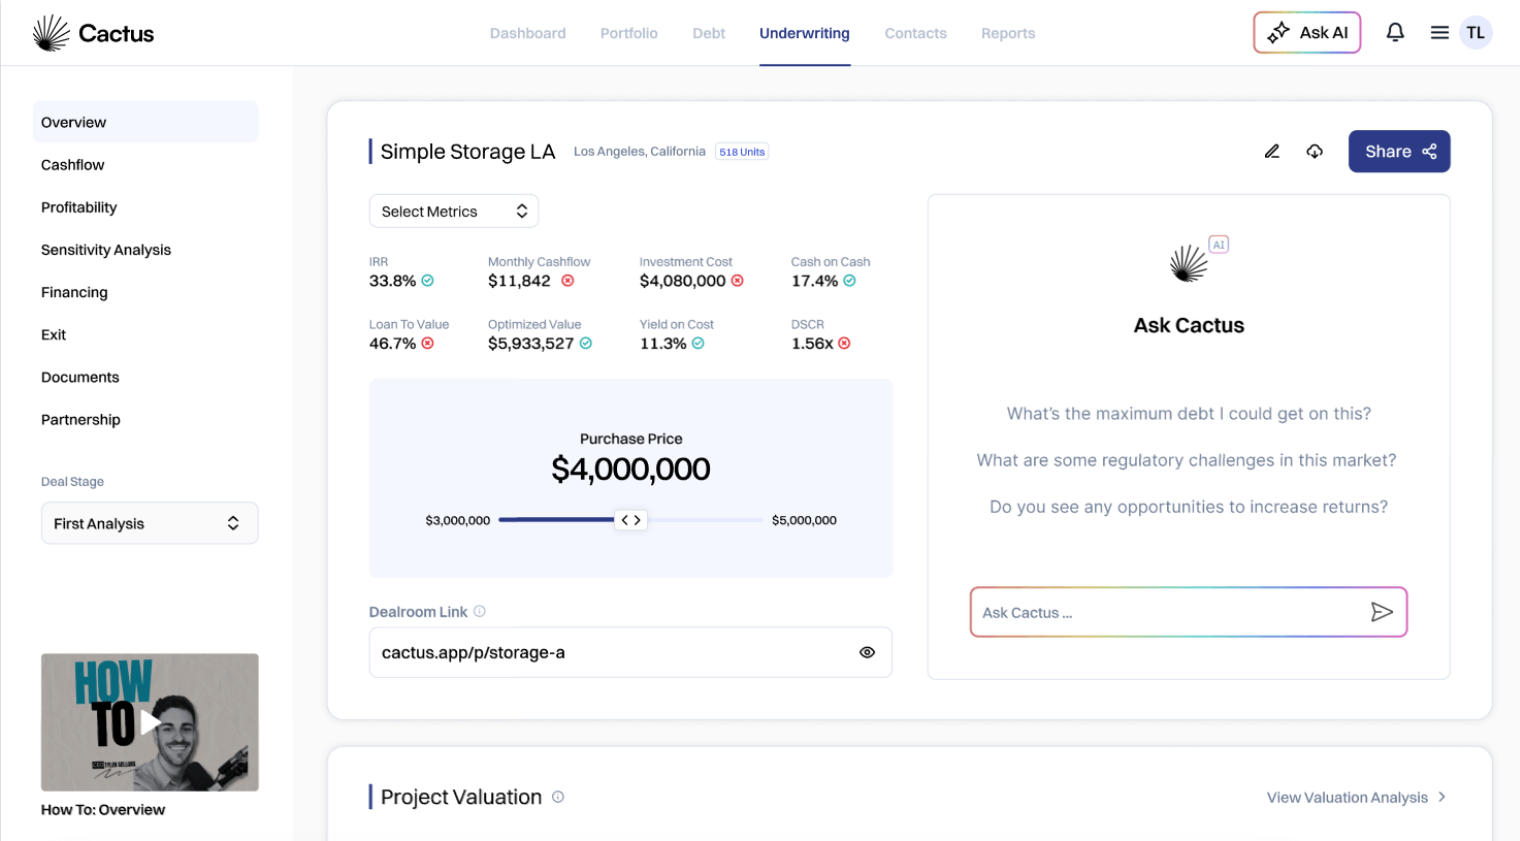 Cactus
Dashboard
Portfolio
Debt
Underwriting
Contacts
Reports
Ask AI
TL
Overview
Cashflow
Profitability
Sensitivity Analysis
Financing
Exit
Documents
Partnership
Deal Stage
First Analysis
HOW
TO
CEO TYLER SELLARS
How To: Overview
Simple Storage LA
Los Angeles, California
518 Units
Share
Select Metrics
IRR
33.8%
Monthly Cashflow
$11,842
Investment Cost
$4,080,000
Cash on Cash
17.4%
Loan To Value
46.7%
Optimized Value
$5,933,527
Yield on Cost
11.3%
DSCR
1.56x
Purchase Price
$4,000,000
$3,000,000
$5,000,000
Dealroom Link
cactus.app/p/storage-a
AI
Ask Cactus
What's the maximum debt I could get on this?
What are some regulatory challenges in this market?
Do you see any opportunities to increase returns?
Ask Cactus ...
Project Valuation
View Valuation Analysis